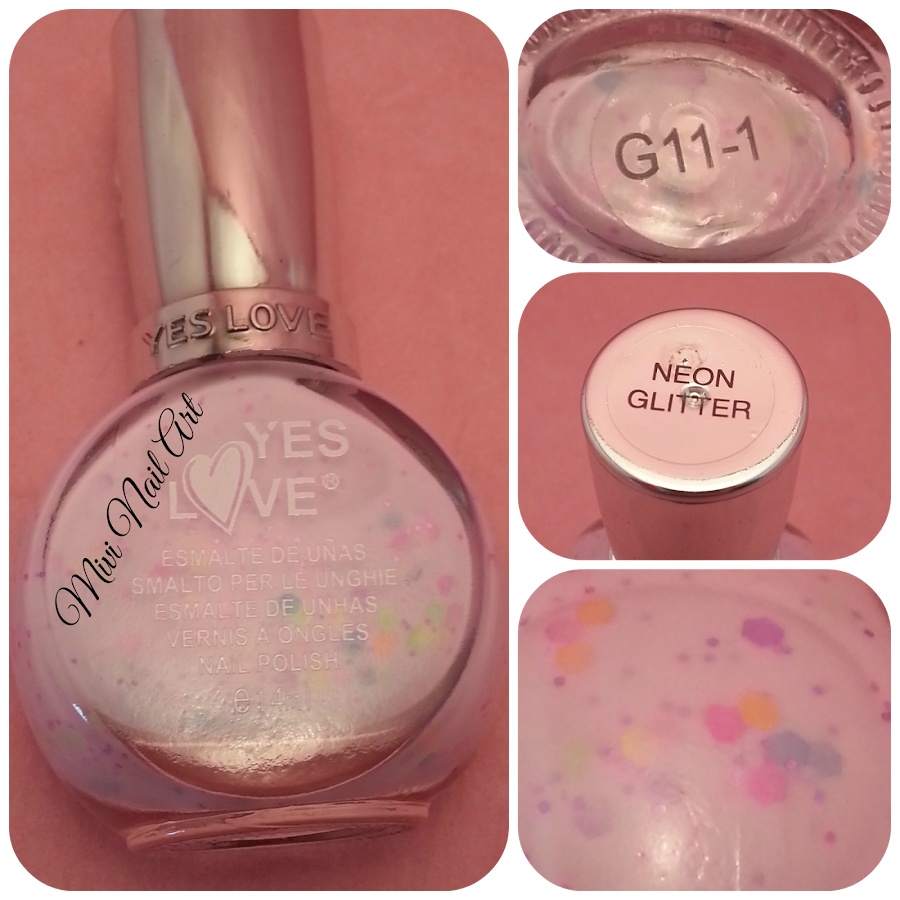 YES LOVE
YES
LOVE®
ESMALTE DE UÑAS
SMALTO PER LE UNGHIE
ESMALTE DE UNHAS
VERNIS A ONGLES
NAIL POLISH
Mivi Nail Art
G11-1
NEON
GLITTER